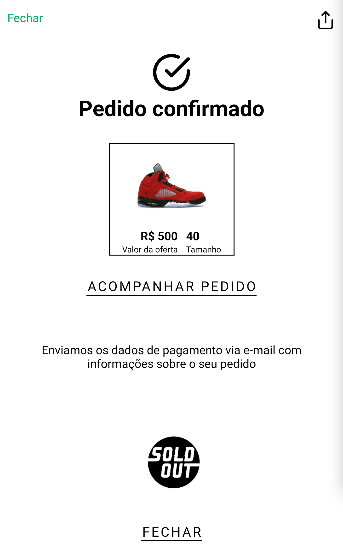 Fechar
Pedido confirmado
R$ 500 40
Valor da oferta Tamanho
ACOMPANHAR PEDIDO
Enviamos os dados de pagamento via e-mail com
informações sobre o seu pedido
SOLD
OUT
FECHAR